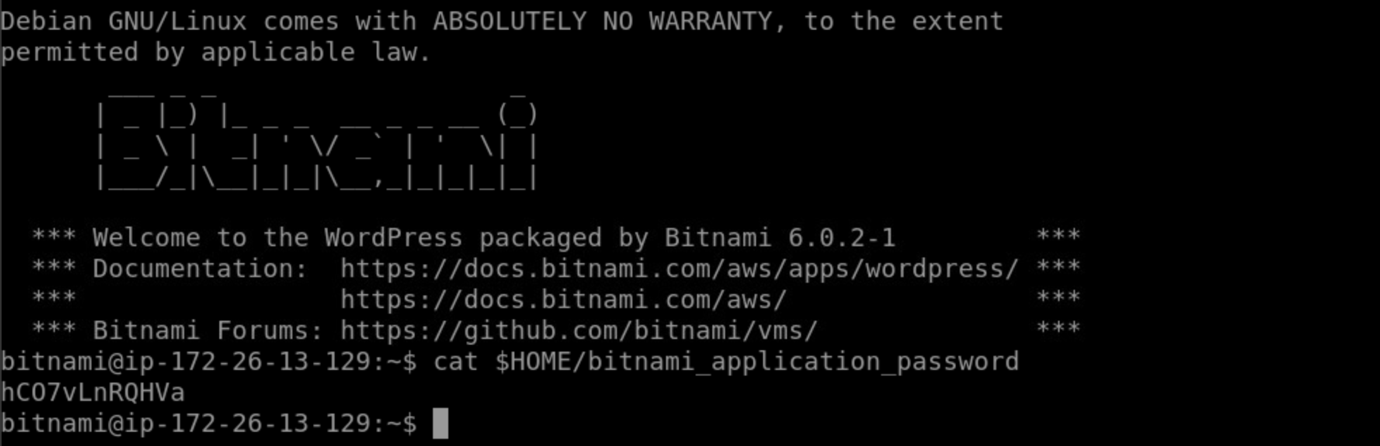 Debian GNU/Linux comes with ABSOLUTELY NO WARRANTY, to the extent
permitted by applicable law.
Bitnami
*** Welcome to the WordPress packaged by Bitnami 6.0.2-1 ***
*** Documentation: https://docs.bitnami.com/aws/apps/wordpress/ ***
*** https://docs.bitnami.com/aws/ ***
*** Bitnami Forums: https://github.com/bitnami/vms/ ***
bitnami@ip-172-26-13-129:~$ cat $HOME/bitnami_application_password
hCO7vLnRQHVa
bitnami@ip-172-26-13-129:~$